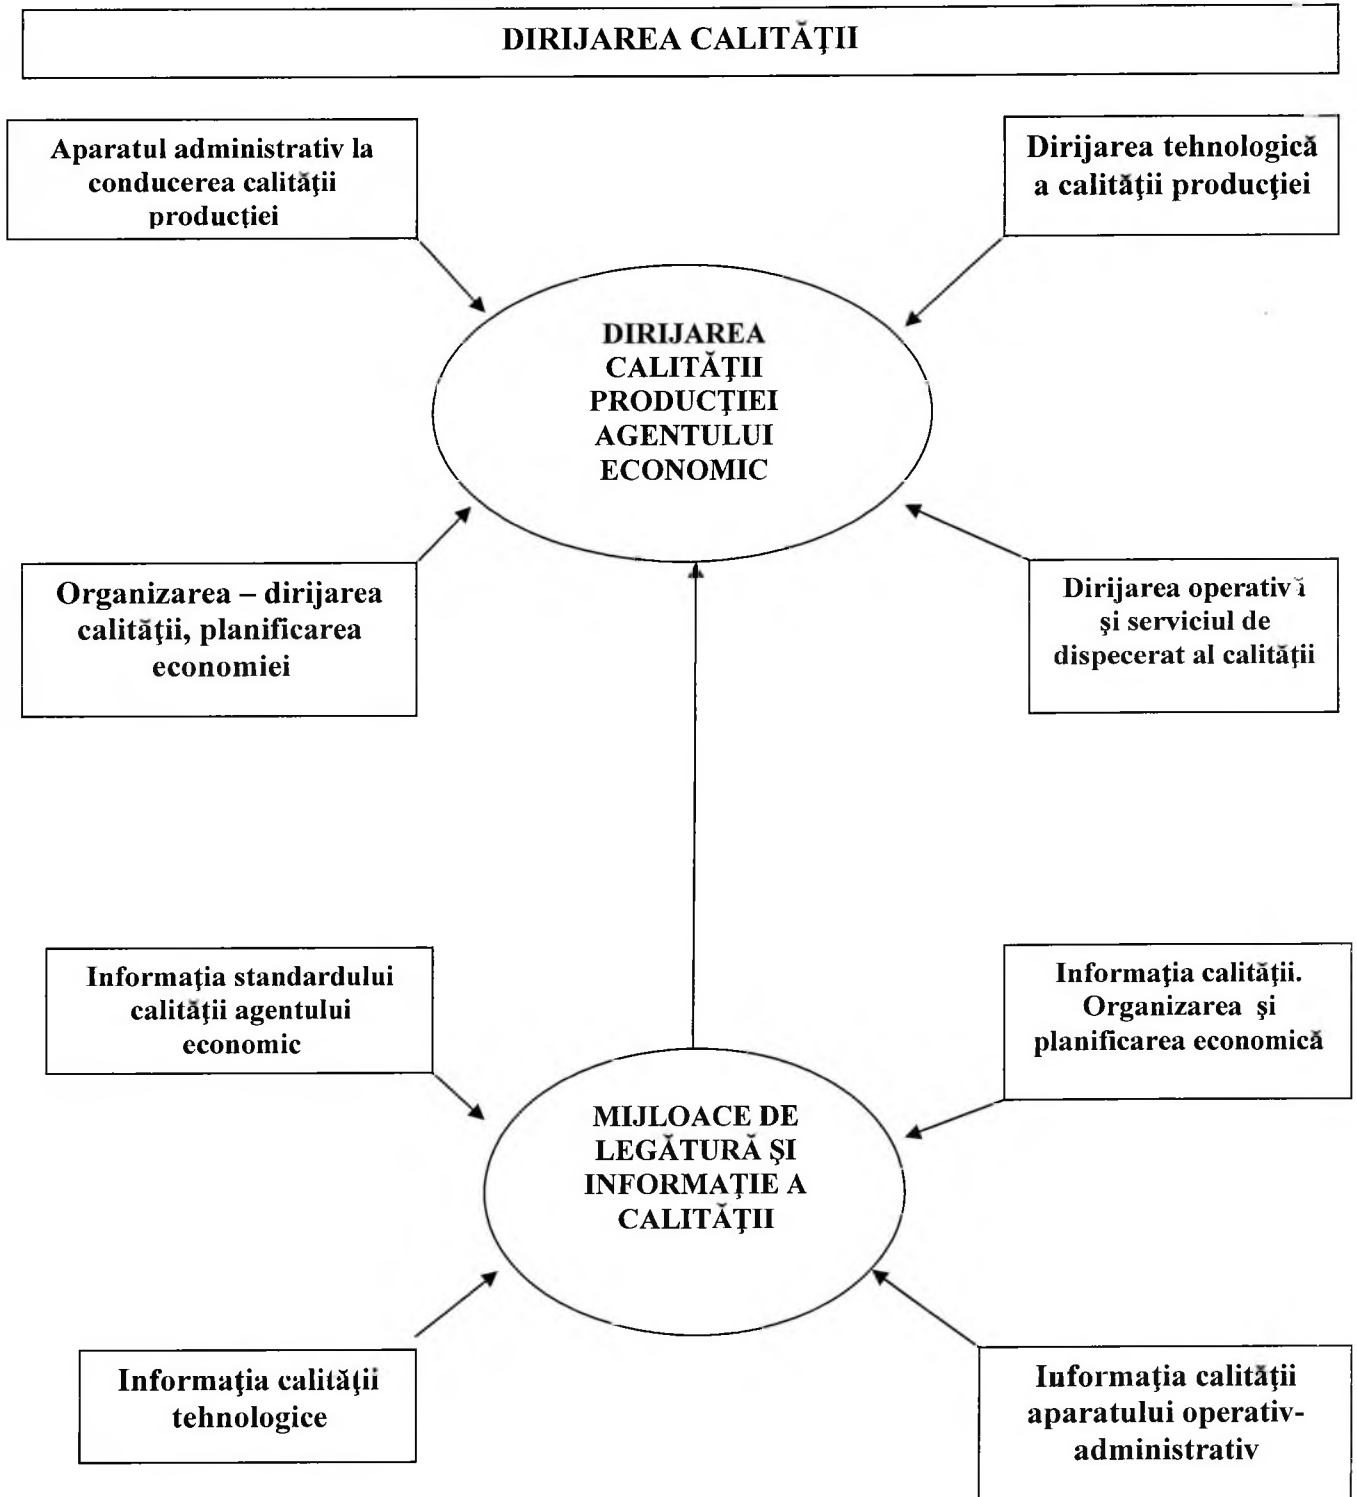 DIRIJAREA CALITĂŢII
Aparatul administrativ la
conducerea calităţii
producţiei
Dirijarea tehnologică
a calităţii producţiei
DIRIJAREA
CALITĂŢII
PRODUCŢIEI
AGENTULUI
ECONOMIC
Organizarea – dirijarea
calităţii, planificarea
economiei
Dirijarea operativă
şi serviciul de
dispecerat al calităţii
Informaţia standardului
calităţii agentului
economic
Informaţia calităţii.
Organizarea şi
planificarea economică
MIJLOACE DE
LEGĂTURĂ ŞI
INFORMAŢIE A
CALITĂŢII
Informaţia calităţii
tehnologice
Iuformaţia calităţii
aparatului operativ-
administrativ